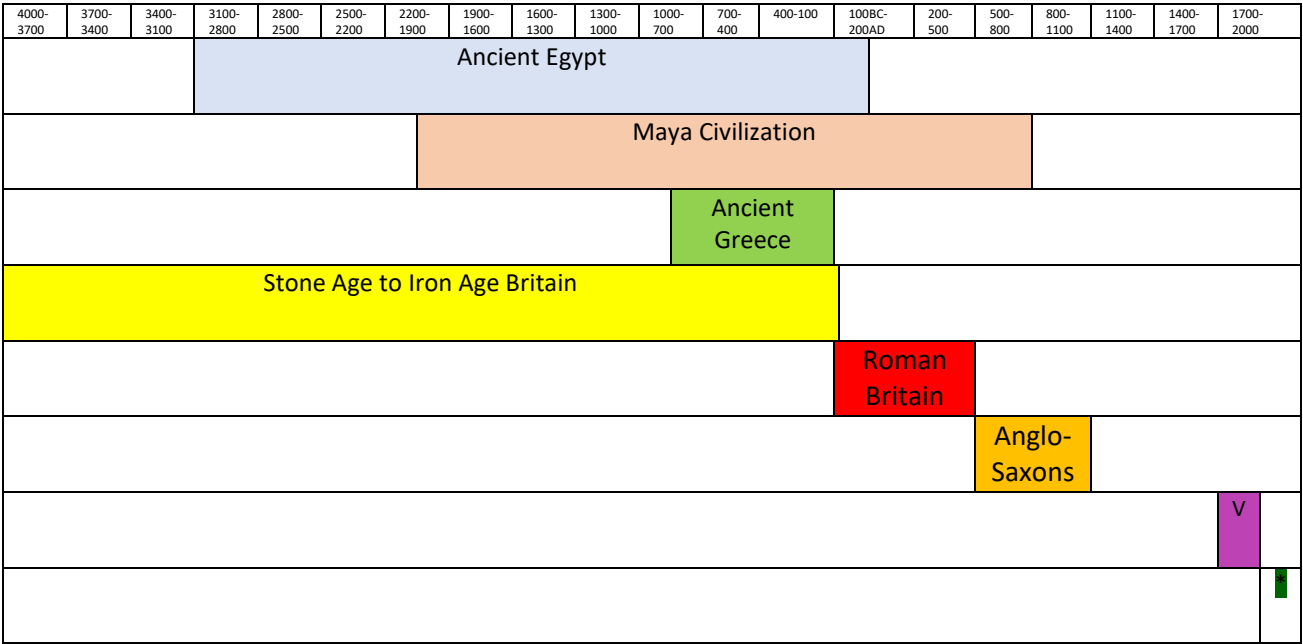 4000- 3700- 3400- 3100- 2800- 2500- 2200- 1900- 1600- 1300- 1000- 700- 400-100 100BC- 200- 500- 800- 1100- 1400- 1700-
3700 3400 3100 2800 2500 2200 1900 1600 1300 1000 700 400 200AD 500 800 1100 1400 1700 2000
Ancient Egypt
Maya Civilization
Ancient
Greece
Stone Age to Iron Age Britain
Roman
Britain
Anglo-
Saxons
V
*